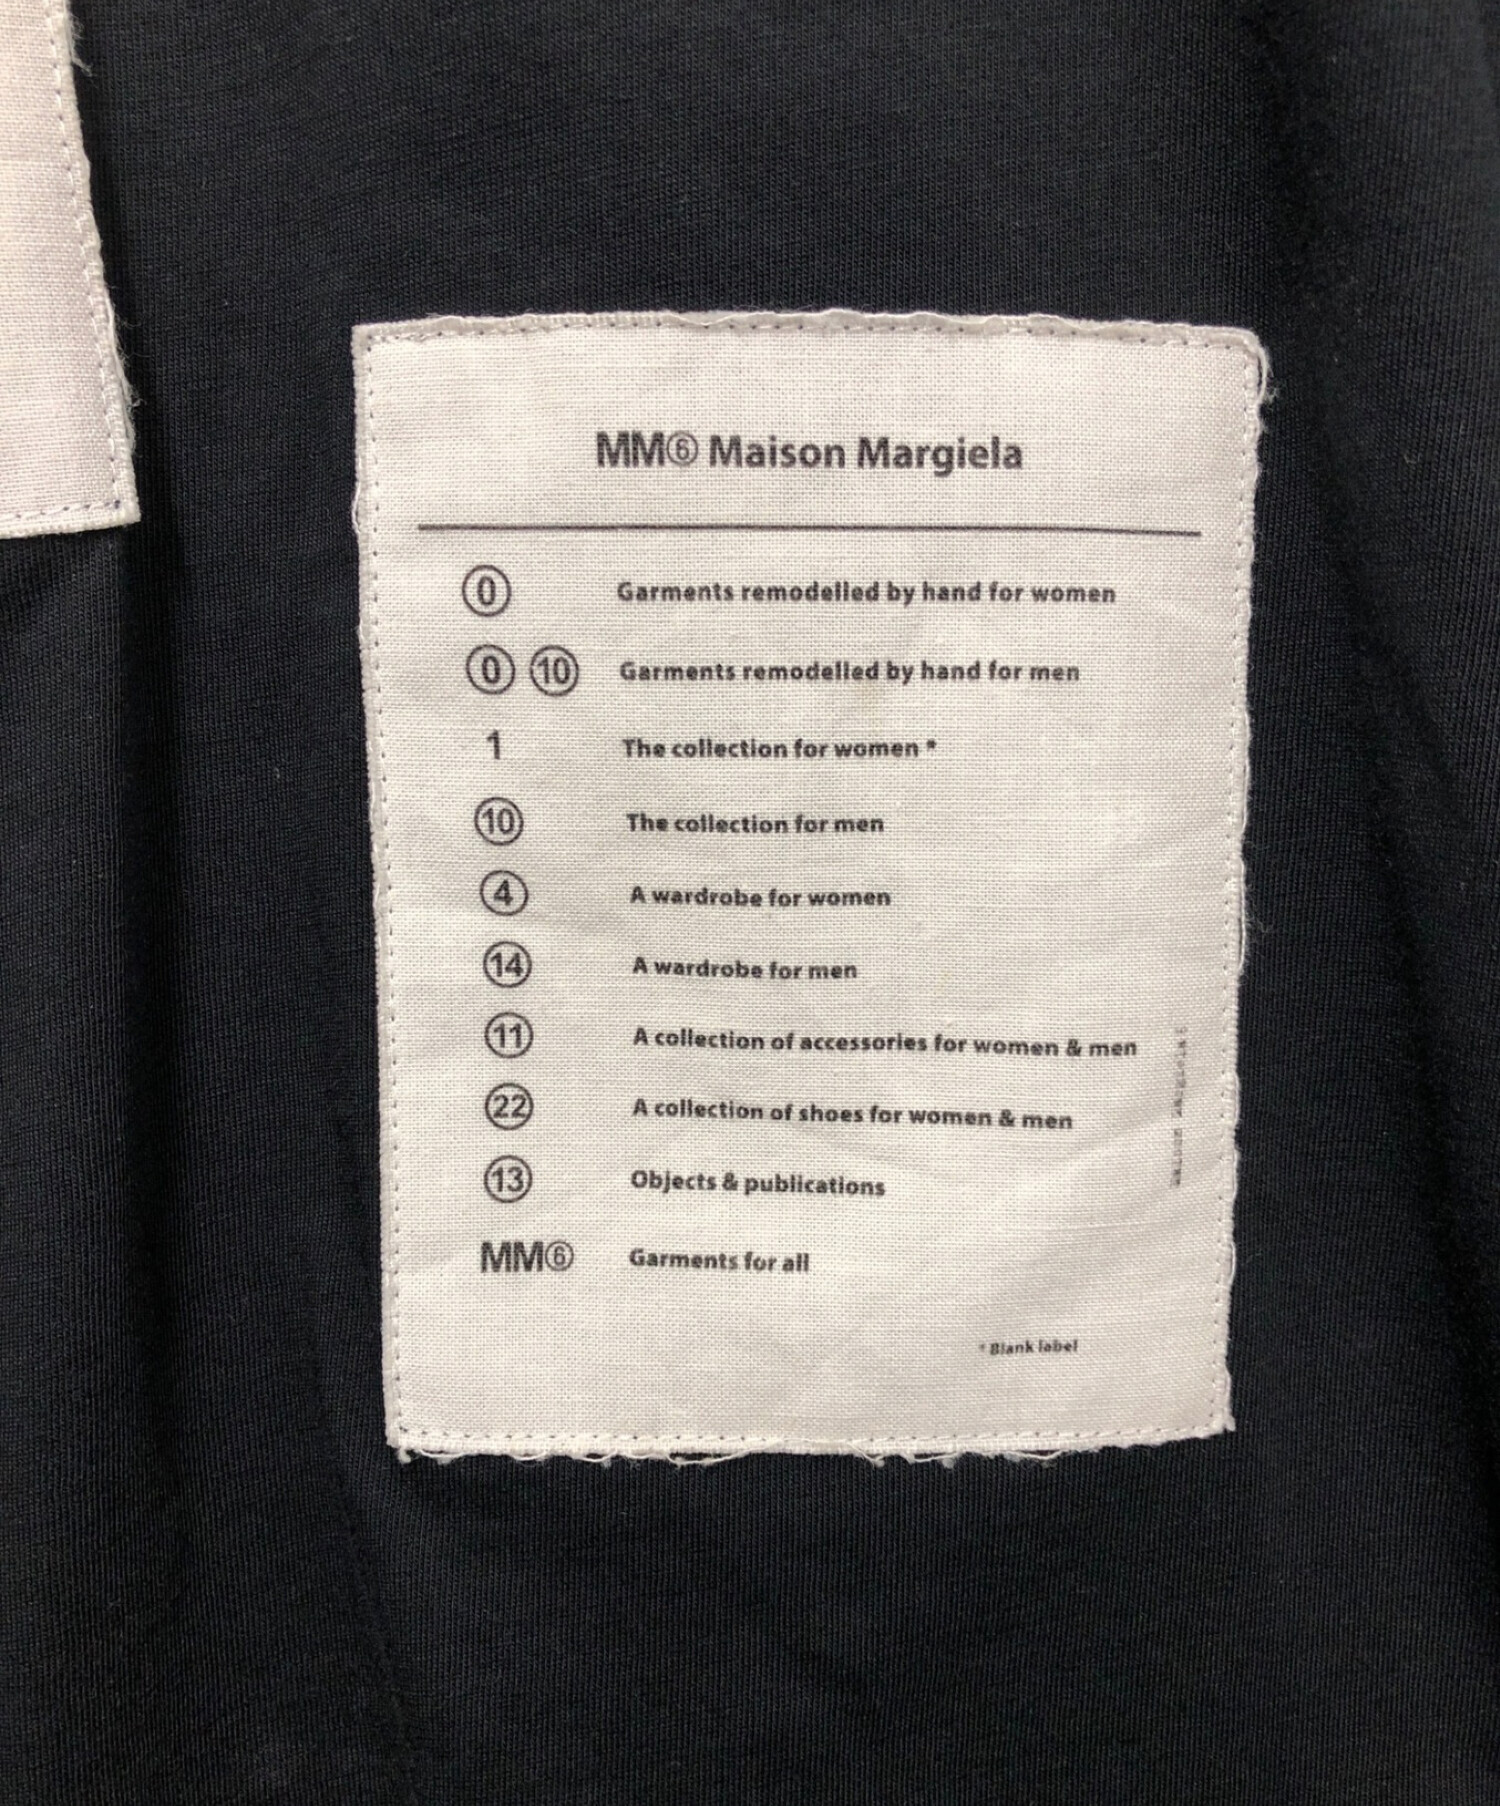 MM⑥ Maison Margiela
⓪ Garments remodelled by hand for women
⓪ ⑩ Garments remodelled by hand for men
1 The collection for women *
⑩ The collection for men
④ A wardrobe for women
⑭ A wardrobe for men
⑪ A collection of accessories for women & men
㉒ A collection of shoes for women & men
⑬ Objects & publications
MM⑥ Garments for all
* Blank label